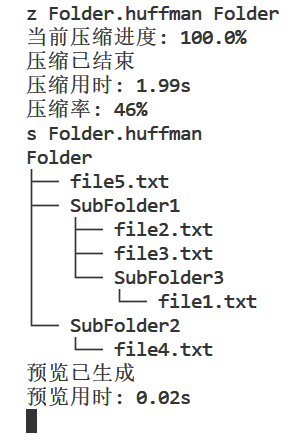 z Folder.huffman Folder
当前压缩进度: 100.0%
压缩已结束
压缩用时: 1.99s
压缩率: 46%
s Folder.huffman
Folder
├── file5.txt
├── SubFolder1
│   ├── file2.txt
│   ├── file3.txt
│   └── SubFolder3
│       └── file1.txt
└── SubFolder2
    └── file4.txt
预览已生成
预览用时: 0.02s